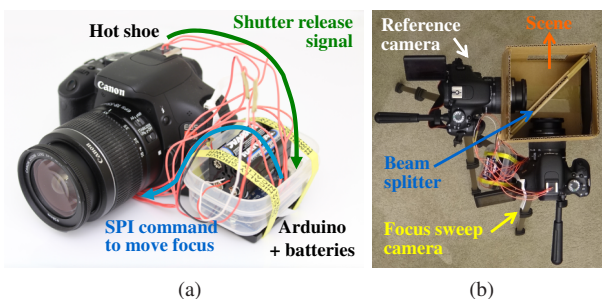 Hot shoe
Shutter release
signal
Canon
SPI command
to move focus
Arduino
+ batteries
(a)
Reference
camera
Scene
Beam
splitter
Focus sweep
camera
(b)